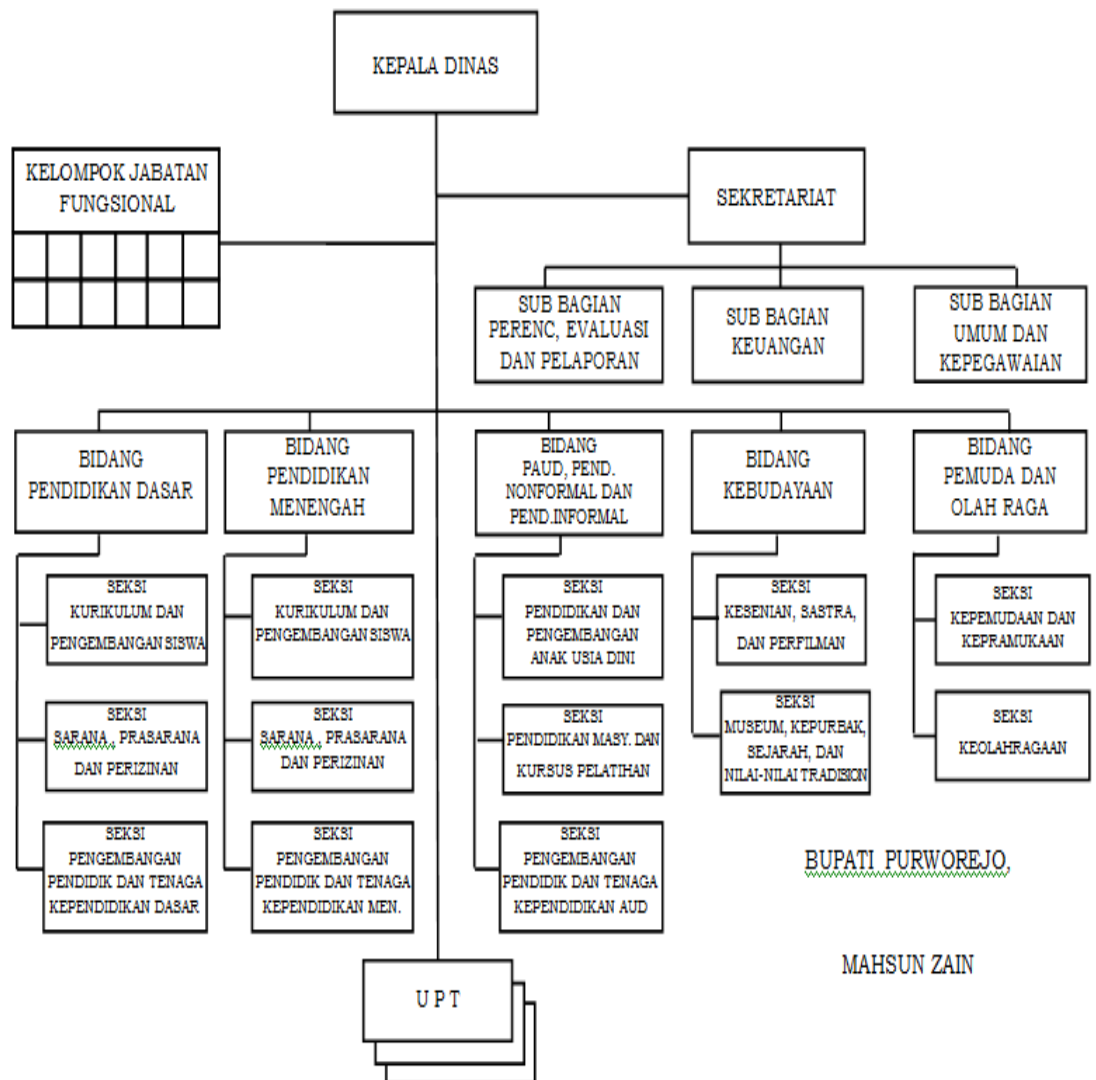 KEPALA DINAS
KELOMPOK JABATAN
FUNGSIONAL
SEKRETARIAT
SUB BAGIAN
PERENC, EVALUASI
DAN PELAPORAN
SUB BAGIAN
KEUANGAN
SUB BAGIAN
UMUM DAN
KEPEGAWAIAN
BIDANG
PENDIDIKAN DASAR
BIDANG
PENDIDIKAN
MENENGAH
BIDANG
PAUD, PEND.
NONFORMAL DAN
PEND.INFORMAL
BIDANG
KEBUDAYAAN
BIDANG
PEMUDA DAN
OLAH RAGA
SEKSI
KURIKULUM DAN
PENGEMBANGAN SISWA
SEKSI
KURIKULUM DAN
PENGEMBANGAN SISWA
SEKSI
PENDIDIKAN DAN
PENGEMBANGAN
ANAK USIA DINI
SEKSI
KESENIAN, SASTRA,
DAN PERFILMAN
SEKSI
KEPEMUDAAN DAN
KEPRAMUKAAN
SEKSI
SARANA , PRASARANA
DAN PERIZINAN
SEKSI
SARANA , PRASARANA
DAN PERIZINAN
SEKSI
PENDIDIKAN MASY. DAN
KURSUS PELATIHAN
SEKSI
MUSEUM, KEPURBAK,
SEJARAH, DAN
NILAI-NILAI TRADISION
SEKSI
KEOLAHRAGAAN
SEKSI
PENGEMBANGAN
PENDIDIK DAN TENAGA
KEPENDIDIKAN DASAR
SEKSI
PENGEMBANGAN
PENDIDIK DAN TENAGA
KEPENDIDIKAN MEN.
SEKSI
PENGEMBANGAN
PENDIDIK DAN TENAGA
KEPENDIDIKAN AUD
BUPATI PURWOREJO,
MAHSUN ZAIN
U P T